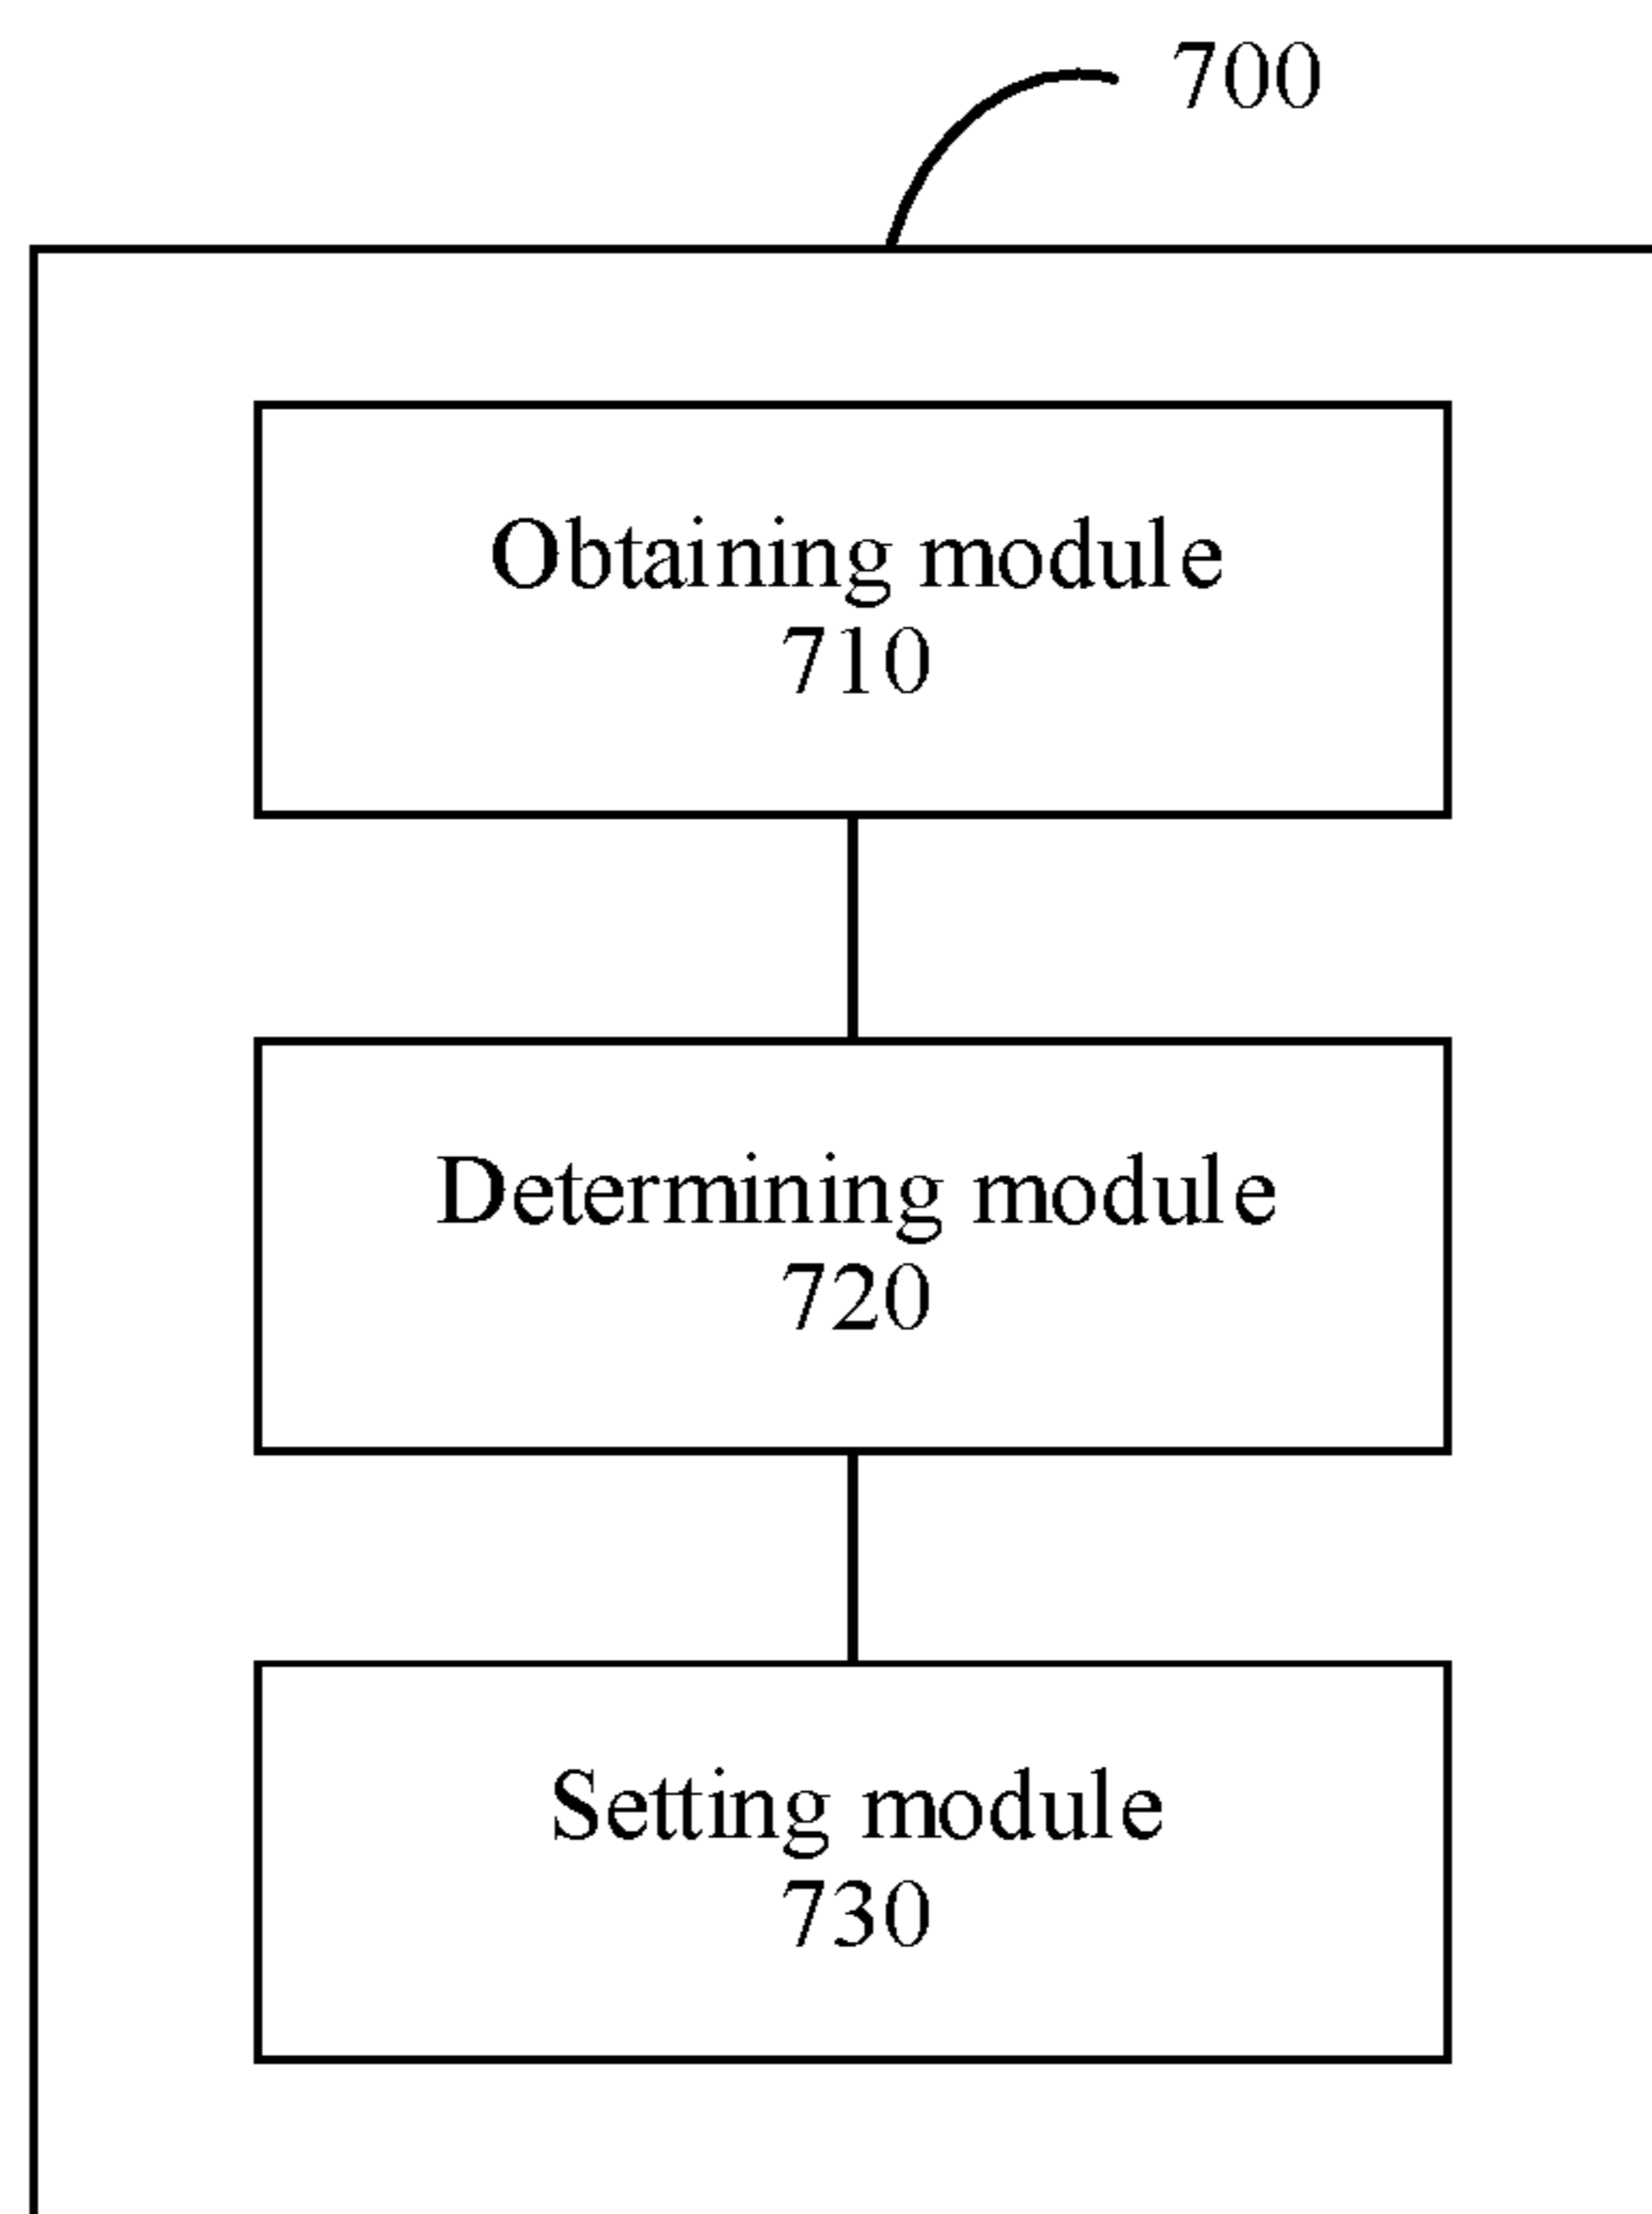 700
Obtaining module
710
Determining module
720
Setting module
730